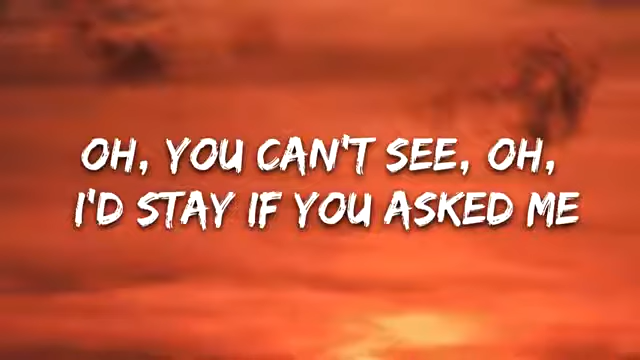 OH, YOU CAN'T SEE, OH,
I'D STAY IF YOU ASKED ME